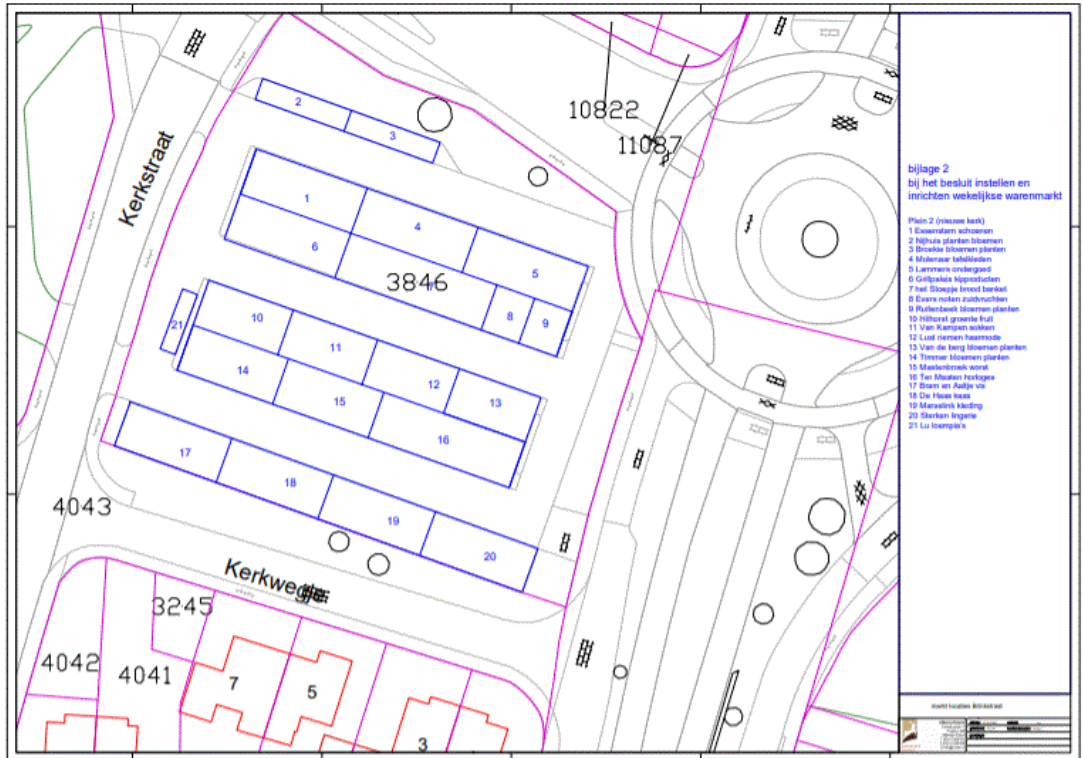 bijlage 2
bij het besluit instellen en
inrichten wekelijkse warenmarkt
Plein 2 (nieuwe kerk)
1 Essenstam schoenen
2 Nijhuis planten bloemen
3 Broekie bloemen planten
4 Molenaar tafelkleden
5 Lammers ondergoed
6 Grillpaleis kipproducten
7 het Stoepje brood banket
8 Evers noten zuidvruchten
9 Ruitenbeek bloemen planten
10 Hilhorst groente fruit
11 Van Kampen sokken
12 Lust riemen haarmode
13 Van de berg bloemen planten
14 Timmer bloemen planten
15 Mastenbroek worst
16 Ter Maaten horloges
17 Bram en Aaltje vis
18 De Haas kaas
19 kleding
20 Sterken lingerie
21 Lu loempia's
Kerkstraat
10822
11087
2
3
1
4
5
6
3846
8
9
21
10
11
12
13
14
15
16
17
18
19
20
4043
Kerkwegje
3245
4042
4041
7
5
3